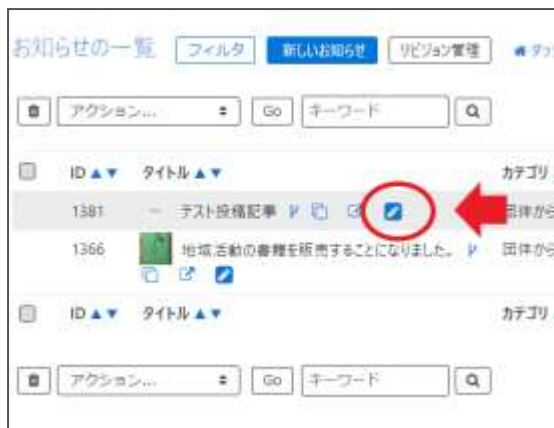 お知らせの一覧 フィルタ 新しいお知らせ リビジョン管理
アクション... Go キーワード
ID ▲▼ タイトル ▲▼ カテゴリ
1381 - テスト投稿記事 団体から
1366 地域活動の書籍を販売することになりました。 団体から
ID ▲▼ タイトル ▲▼ カテゴリ
アクション... Go キーワード